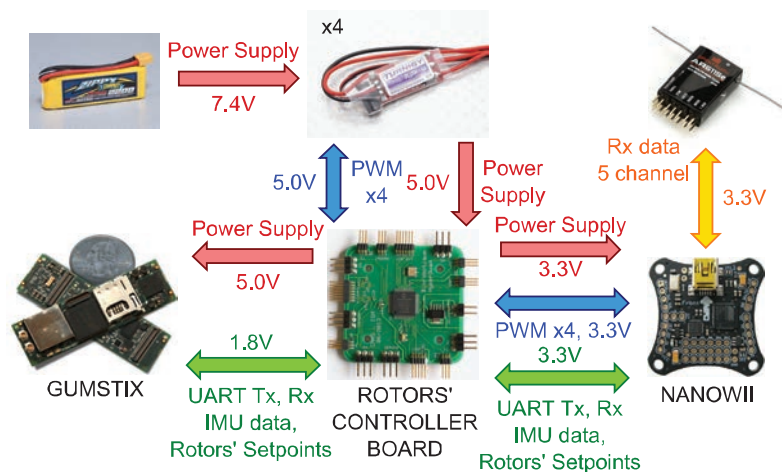 x4
Power Supply
7.4V
5.0V
PWM
x4
5.0V
Power
Supply
Rx data
5 channel
3.3V
Power Supply
5.0V
Power Supply
3.3V
PWM x4, 3.3V
1.8V
3.3V
GUMSTIX
UART Tx, Rx
IMU data,
Rotors' Setpoints
ROTORS'
CONTROLLER
BOARD
UART Tx, Rx
IMU data,
Rotors' Setpoints
NANOWII